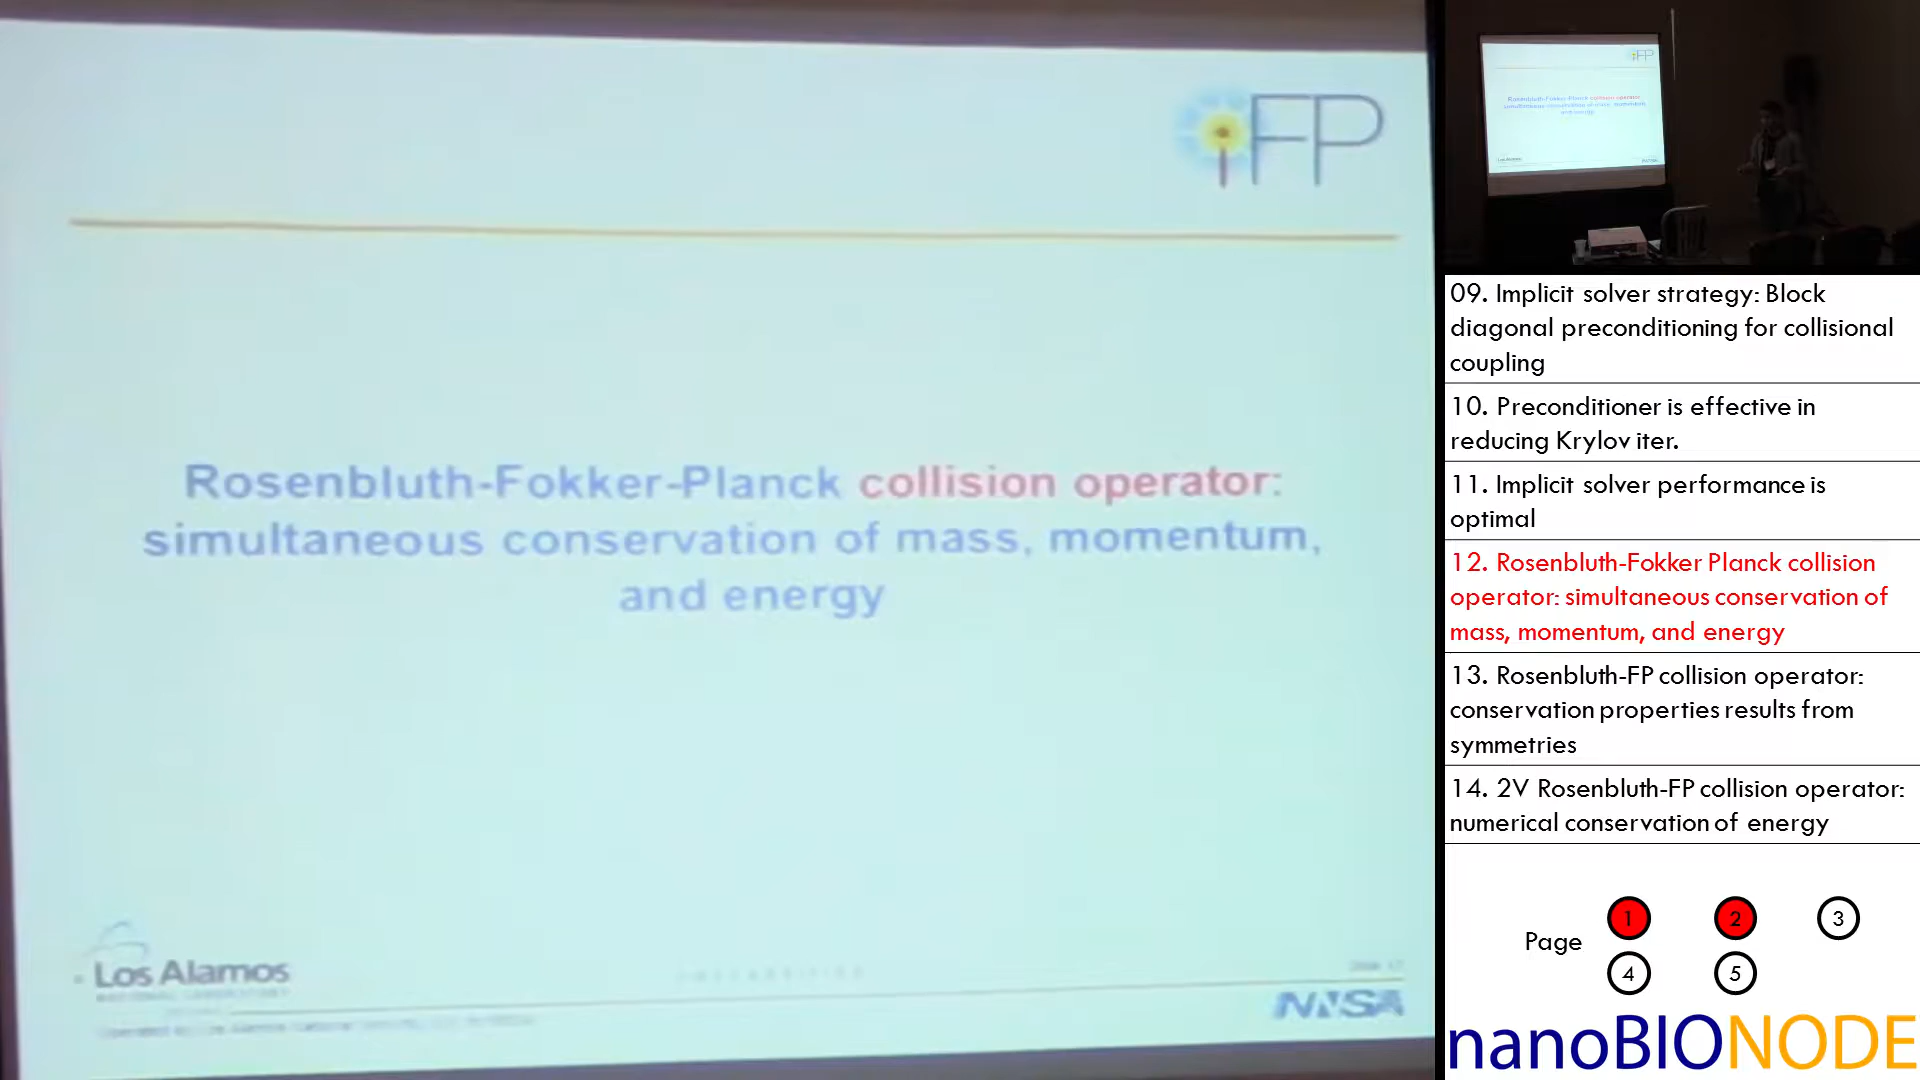 iFP
Rosenbluth-Fokker-Planck collision operator:
simultaneous conservation of mass, momentum,
and energy
Los Alamos
NNSA
09. Implicit solver strategy: Block
diagonal preconditioning for collisional
coupling
10. Preconditioner is effective in
reducing Krylov iter.
11. Implicit solver performance is
optimal
12. Rosenbluth-Fokker Planck collision
operator: simultaneous conservation of
mass, momentum, and energy
13. Rosenbluth-FP collision operator:
conservation properties results from
symmetries
14. 2V Rosenbluth-FP collision operator:
numerical conservation of energy
Page
1 2 3
4 5
nanoBIONODE